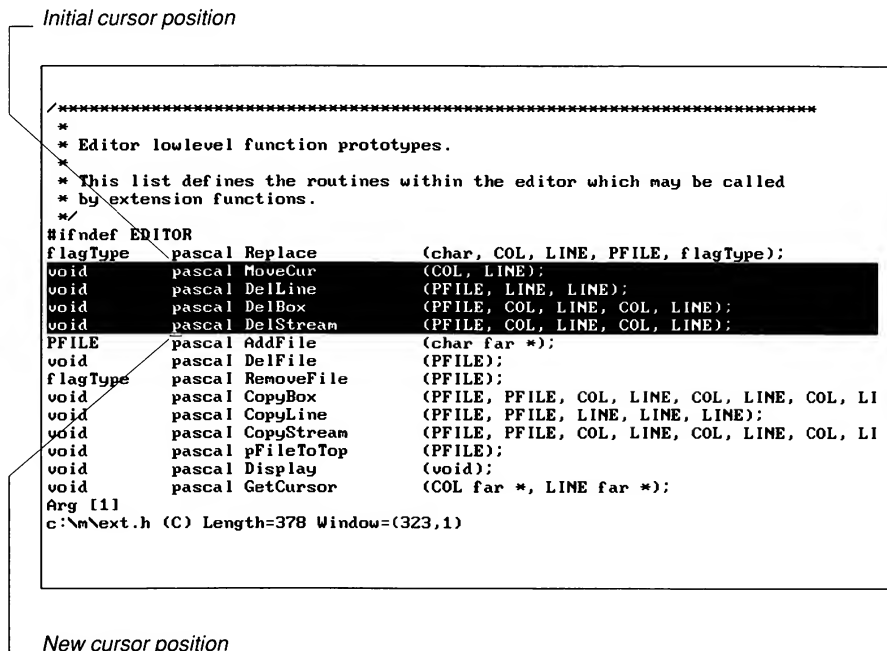 Initial cursor position
/*************************************************************************
*
* Editor lowlevel function prototypes.
*
* This list defines the routines within the editor which may be called
* by extension functions.
*/
#ifndef EDITOR
flagType pascal Replace (char, COL, LINE, PFILE, flagType);
void pascal MoveCur (COL, LINE);
void pascal DelLine (PFILE, LINE, LINE);
void pascal DelBox (PFILE, COL, LINE, COL, LINE);
void pascal DelStream (PFILE, COL, LINE, COL, LINE);
PFILE pascal AddFile (char far *);
void pascal DelFile (PFILE);
flagType pascal RemoveFile (PFILE);
void pascal CopyBox (PFILE, PFILE, COL, LINE, COL, LINE, COL, LI
void pascal CopyLine (PFILE, PFILE, LINE, LINE, LINE);
void pascal CopyStream (PFILE, PFILE, COL, LINE, COL, LINE, COL, LI
void pascal pFileToTop (PFILE);
void pascal Display (void);
void pascal GetCursor (COL far *, LINE far *);
Arg [1]
c:\m\ext.h (C) Length=378 Window=(323,1)
New cursor position